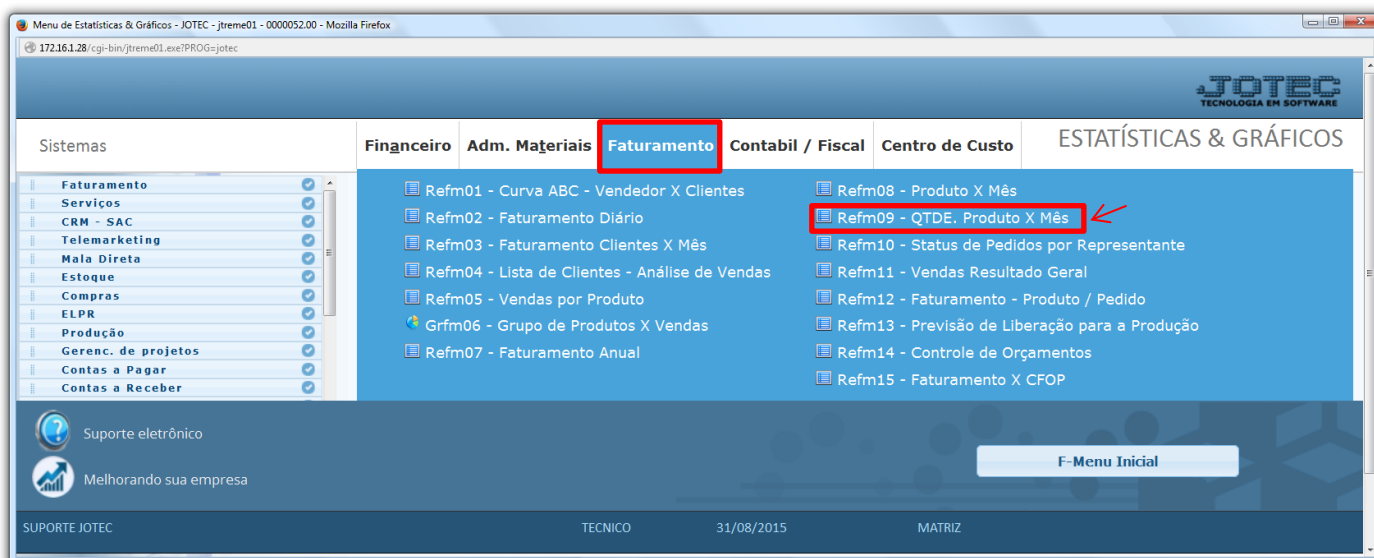 Menu de Estatísticas & Gráficos - JOTEC - jtreme01 - 0000052.00 - Mozilla Firefox
172.16.1.28/cgi-bin/jtreme01.exe?PROG=jotec
JOTEC
TECNOLOGIA EM SOFTWARE
Sistemas
Financeiro Adm. Materiais Faturamento Contabil / Fiscal Centro de Custo
ESTATÍSTICAS & GRÁFICOS
Faturamento
Serviços
CRM - SAC
Telemarketing
Mala Direta
Estoque
Compras
ELPR
Produção
Gerenc. de projetos
Contas a Pagar
Contas a Receber
Refm01 - Curva ABC - Vendedor X Clientes
Refm02 - Faturamento Diário
Refm03 - Faturamento Clientes X Mês
Refm04 - Lista de Clientes - Análise de Vendas
Refm05 - Vendas por Produto
Grfm06 - Grupo de Produtos X Vendas
Refm07 - Faturamento Anual
Refm08 - Produto X Mês
Refm09 - QTDE. Produto X Mês
Refm10 - Status de Pedidos por Representante
Refm11 - Vendas Resultado Geral
Refm12 - Faturamento - Produto / Pedido
Refm13 - Previsão de Liberação para a Produção
Refm14 - Controle de Orçamentos
Refm15 - Faturamento X CFOP
Suporte eletrônico
Melhorando sua empresa
F-Menu Inicial
SUPORTE JOTEC TECNICO 31/08/2015 MATRIZ